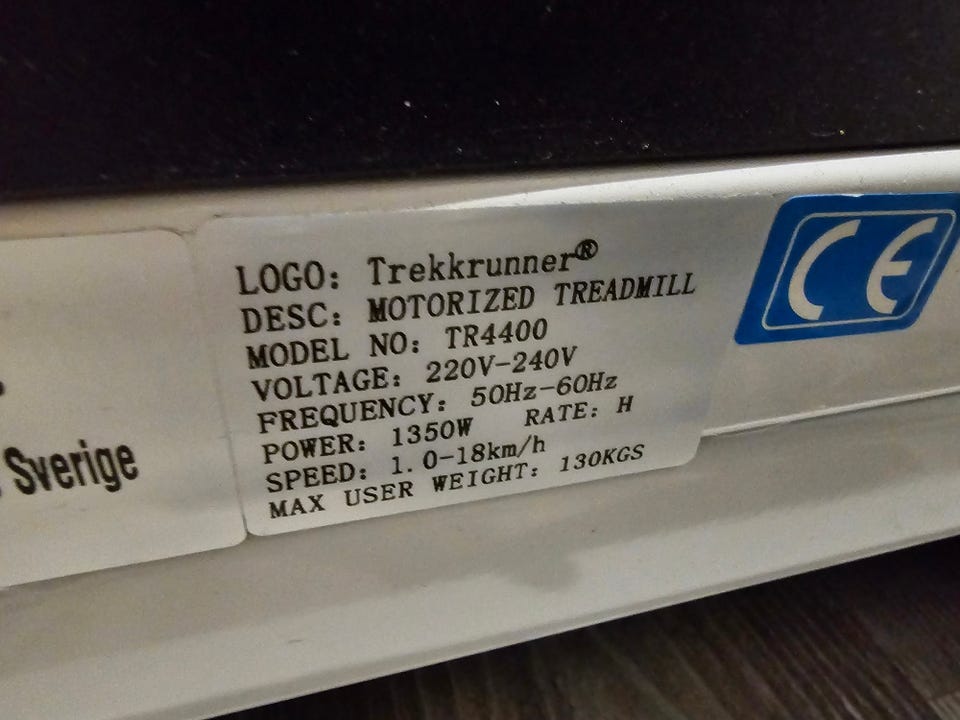 LOGO: Trekkrunner®
DESC: MOTORIZED TREADMILL
MODEL NO: TR4400
VOLTAGE: 220V-240V
FREQUENCY: 50Hz-60Hz
POWER: 1350W RATE: H
SPEED: 1.0-18km/h
MAX USER WEIGHT: 130KGS
Sverige
CE